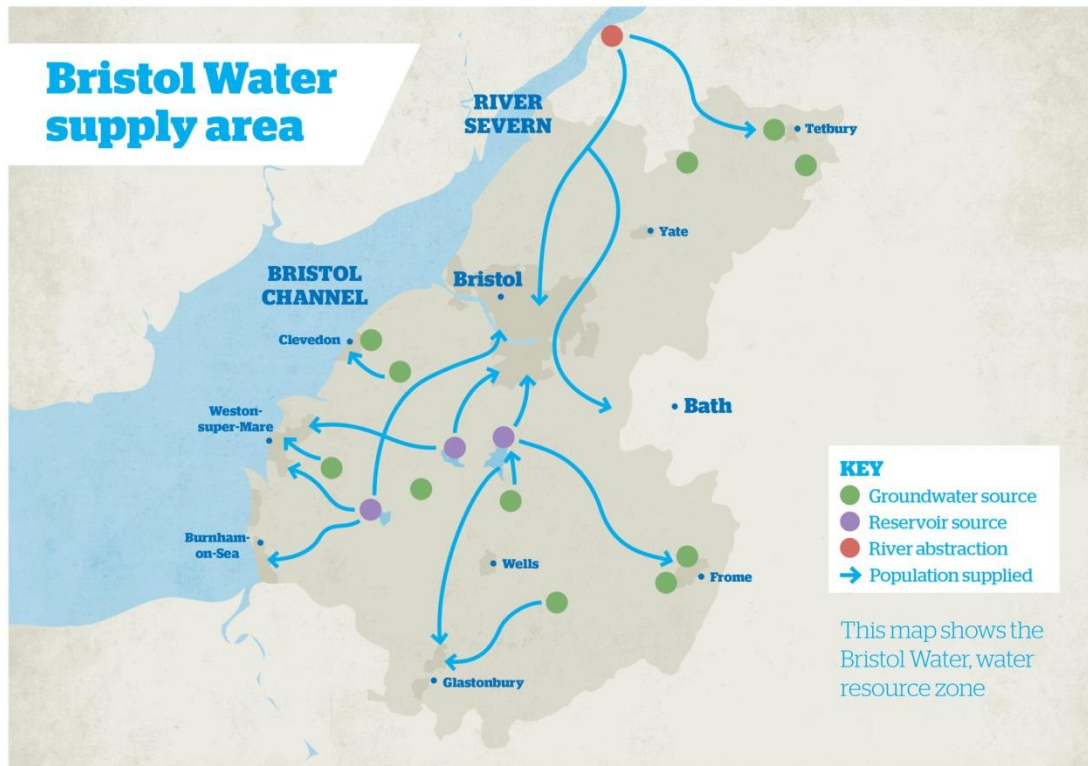 Bristol Water
supply area
RIVER
SEVERN
Tetbury
Yate
BRISTOL
CHANNEL
Bristol
Clevedon
Weston-
super-Mare
Bath
Burnham-
on-Sea
Wells
Frome
Glastonbury
KEY
Groundwater source
Reservoir source
River abstraction
Population supplied
This map shows the
Bristol Water, water
resource zone